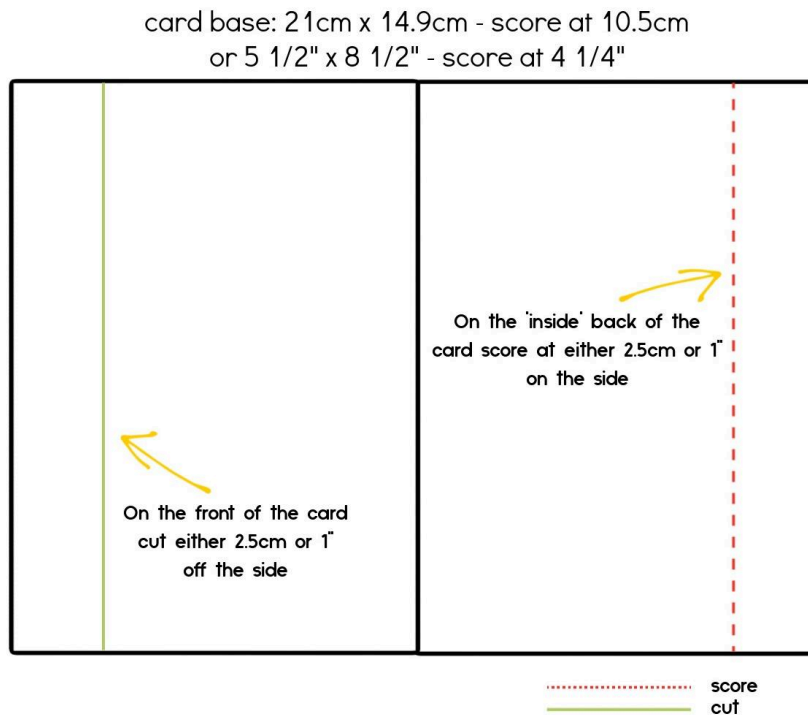 card base: 21cm x 14.9cm - score at 10.5cm
or 5 1/2" x 8 1/2" - score at 4 1/4"
On the 'inside' back of the
card score at either 2.5cm or 1"
on the side
On the front of the card
cut either 2.5cm or 1"
off the side
score
cut